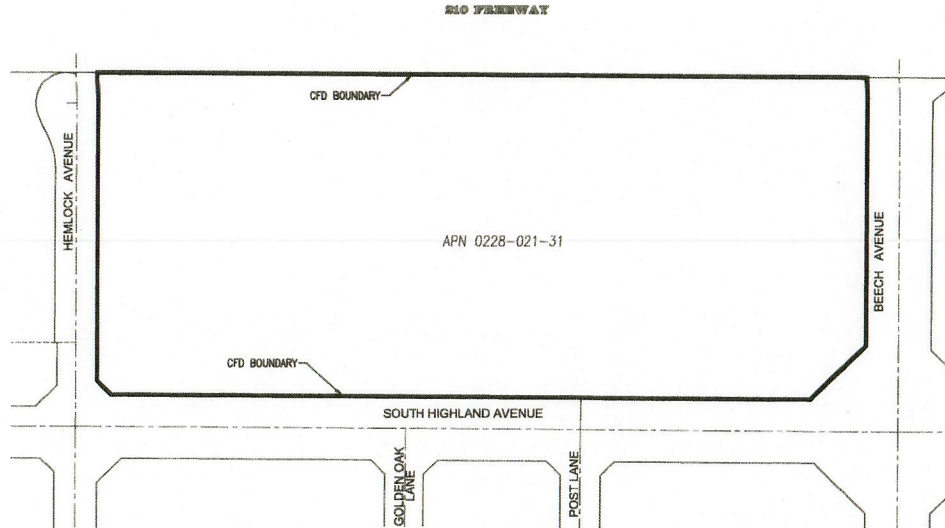 210 FREEWAY
CFD BOUNDARY
HEMLOCK AVENUE
APN 0228-021-31
BEECH AVENUE
CFD BOUNDARY
SOUTH HIGHLAND AVENUE
GOLDEN OAK
LANE
POST LANE